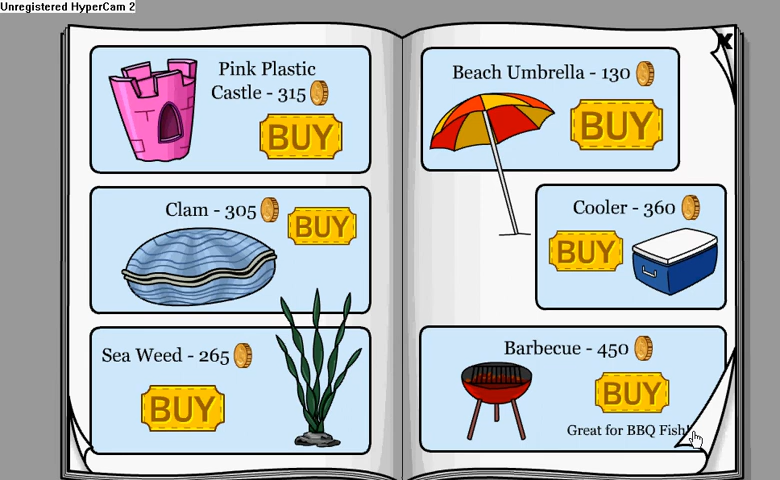 Unregistered HyperCam 2
Pink Plastic
Castle - 315
BUY
Clam - 305
BUY
Sea Weed - 265
BUY
Beach Umbrella - 130
BUY
Cooler - 360
BUY
Barbecue - 450
BUY
Great for BBQ Fish!